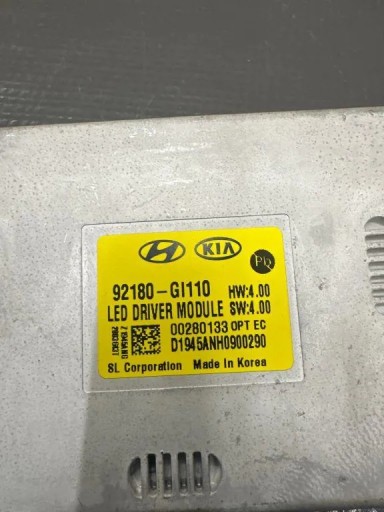 KIA
Pb
92180-GI110 HW:4.00
LED DRIVER MODULE SW:4.00
00280133 OPT EC
D1945ANH0900290
SL Corporation Made in Korea